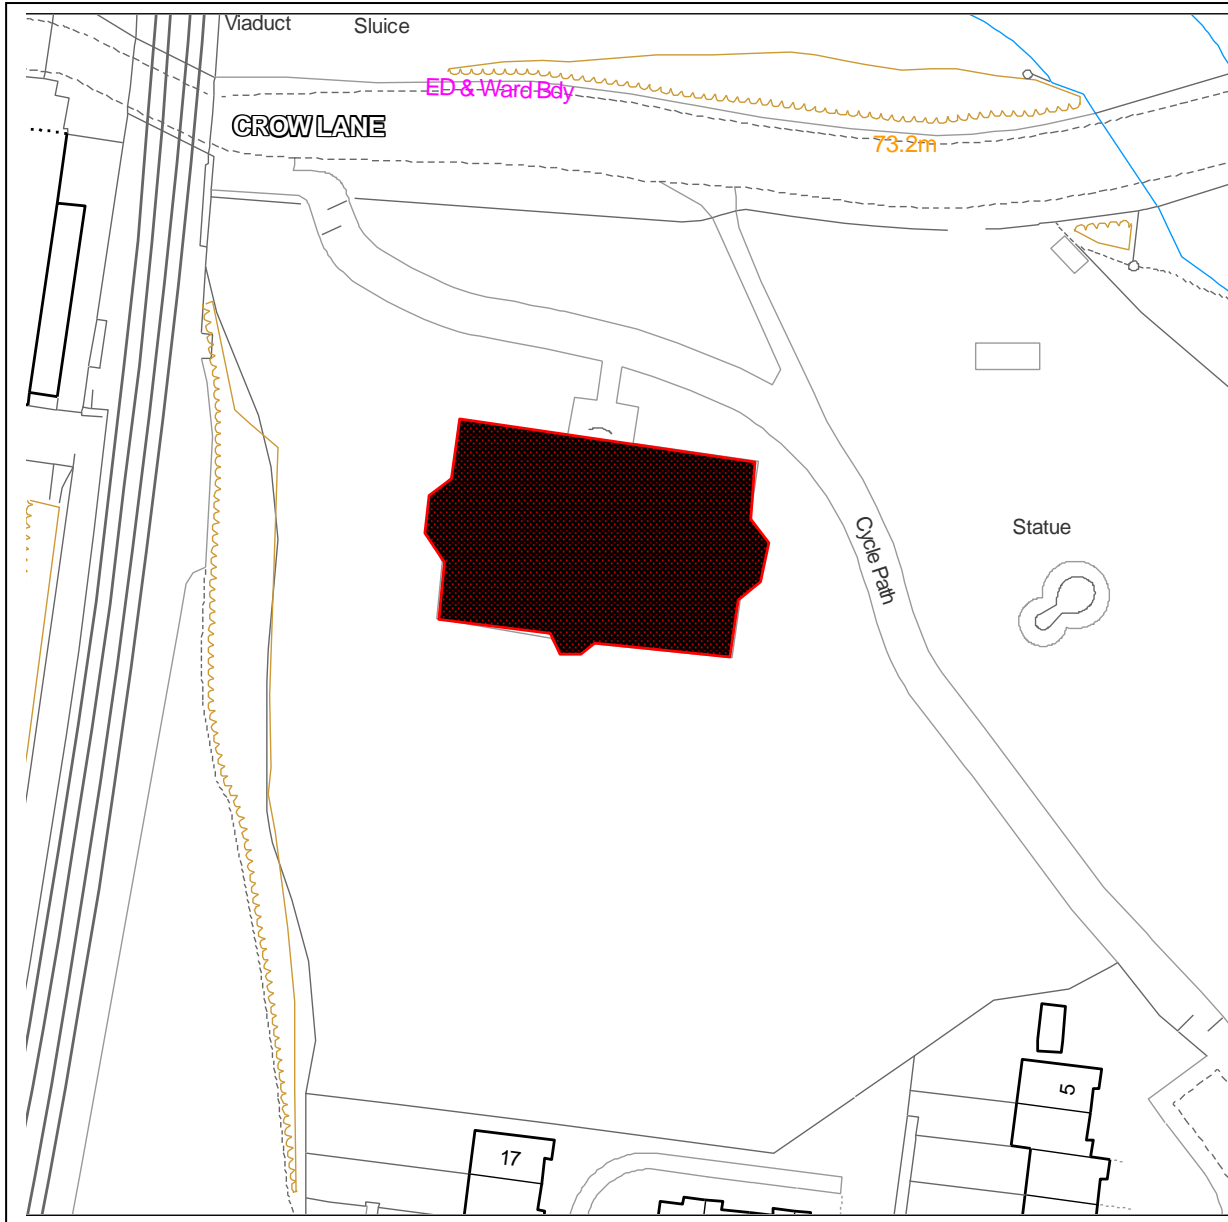 Viaduct
Sluice
ED & Ward Bdy
CROW LANE
73.2m
Cycle Path
Statue
5
17